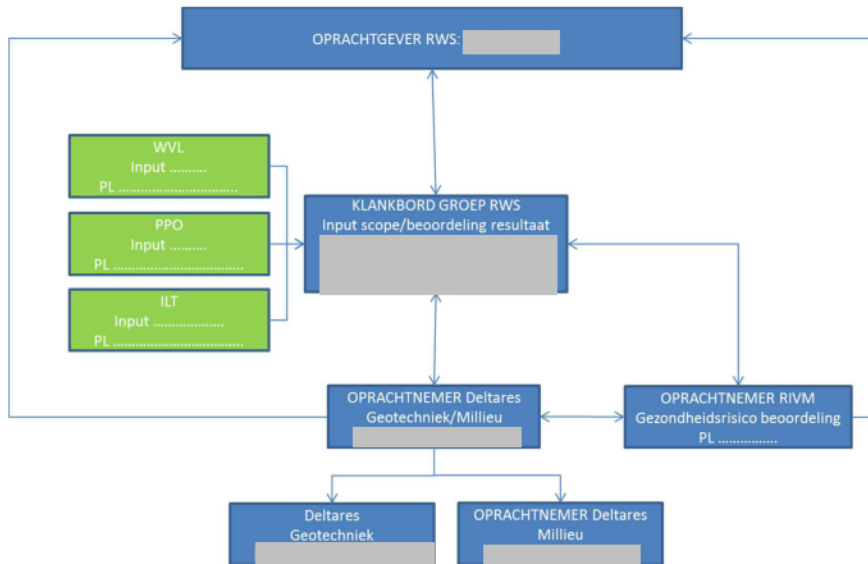 OPRACHTGEVER RWS:
WVL
Input ..........
PL .................................
PPO
Input ..........
PL ...................................
ILT
Input ...................
PL ...................................
KLANKBORD GROEP RWS
Input scope/beoordeling resultaat
OPRACHTNEMER Deltares
Geotechniek/Millieu
OPRACHTNEMER RIVM
Gezondheidsrisico beoordeling
PL ................
Deltares
Geotechniek
OPRACHTNEMER Deltares
Millieu